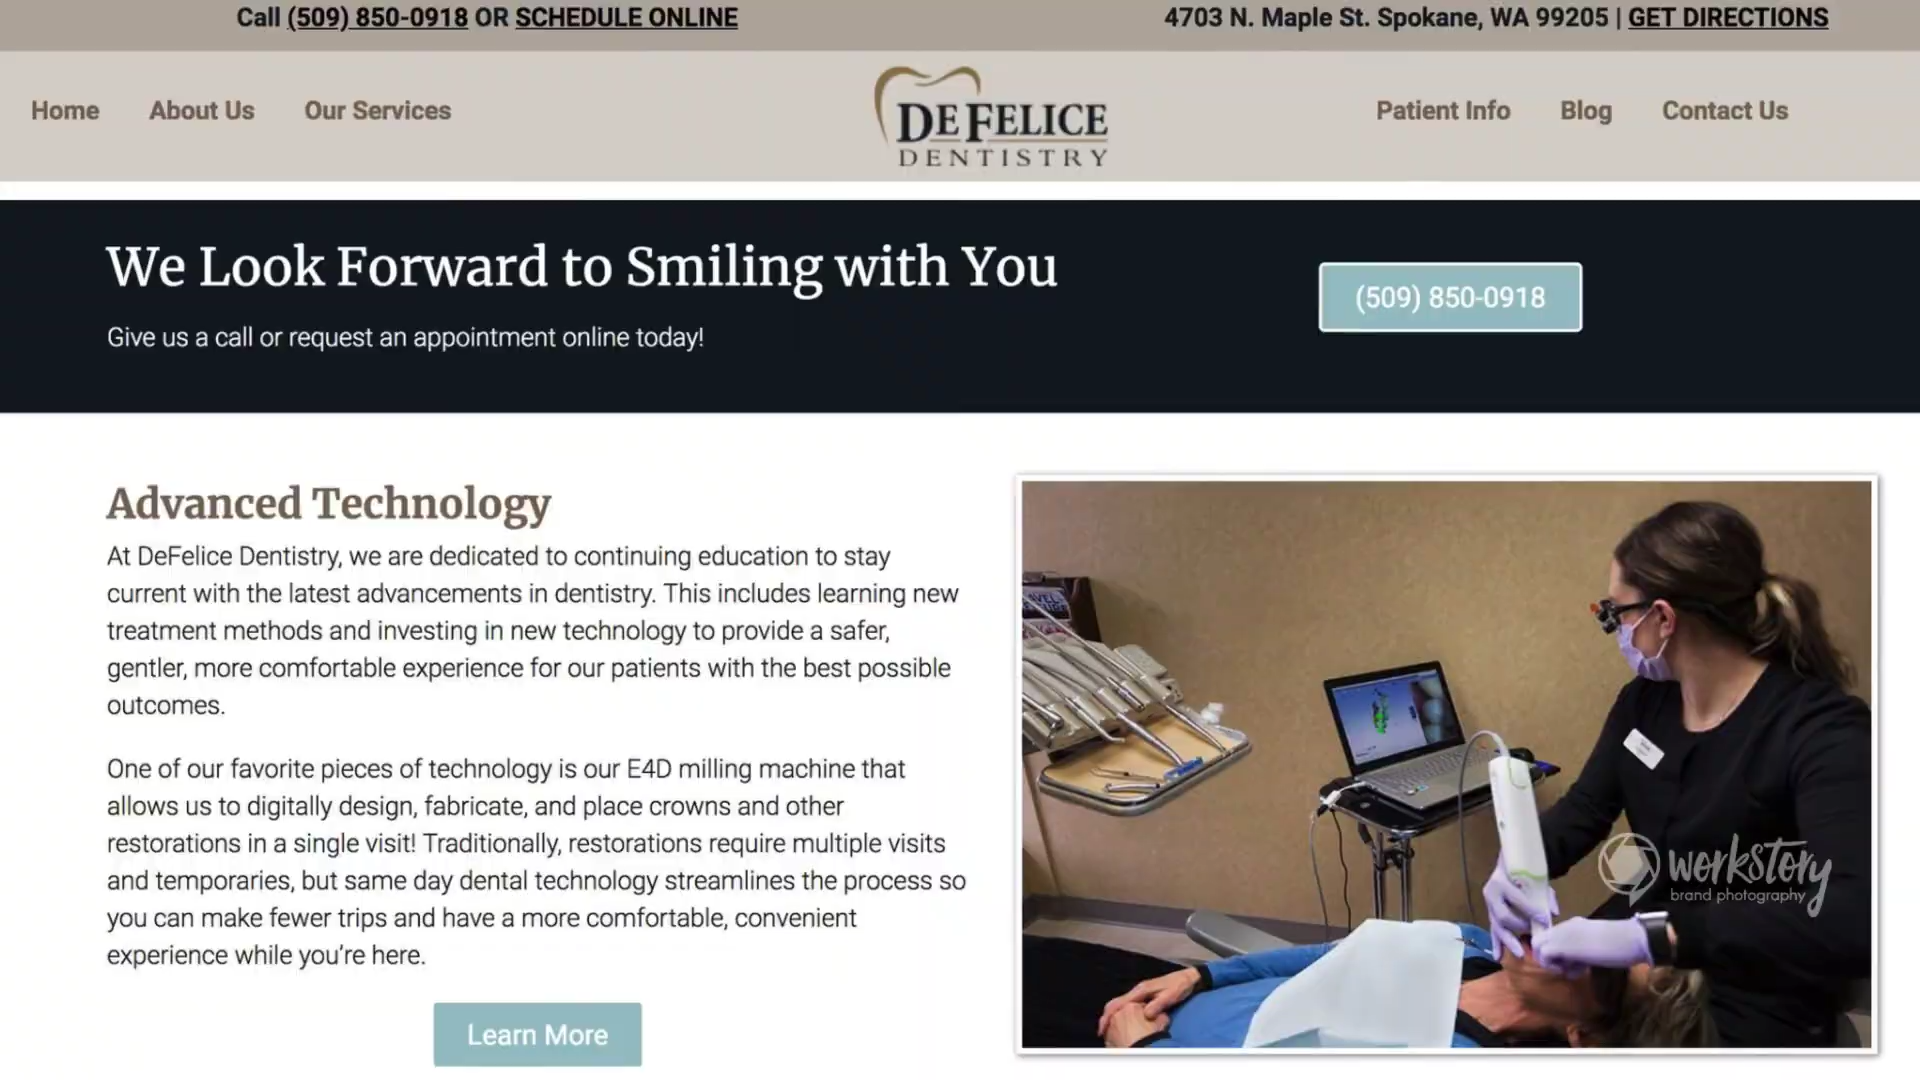 Call (509) 850-0918 OR SCHEDULE ONLINE
4703 N. Maple St. Spokane, WA 99205 | GET DIRECTIONS
Home About Us Our Services
DEFELICE
DENTISTRY
Patient Info Blog Contact Us
We Look Forward to Smiling with You
Give us a call or request an appointment online today!
(509) 850-0918
Advanced Technology
At DeFelice Dentistry, we are dedicated to continuing education to stay
current with the latest advancements in dentistry. This includes learning new
treatment methods and investing in new technology to provide a safer,
gentler, more comfortable experience for our patients with the best possible
outcomes.
One of our favorite pieces of technology is our E4D milling machine that
allows us to digitally design, fabricate, and place crowns and other
restorations in a single visit! Traditionally, restorations require multiple visits
and temporaries, but same day dental technology streamlines the process so
you can make fewer trips and have a more comfortable, convenient
experience while you’re here.
Learn More
workstory
brand photography